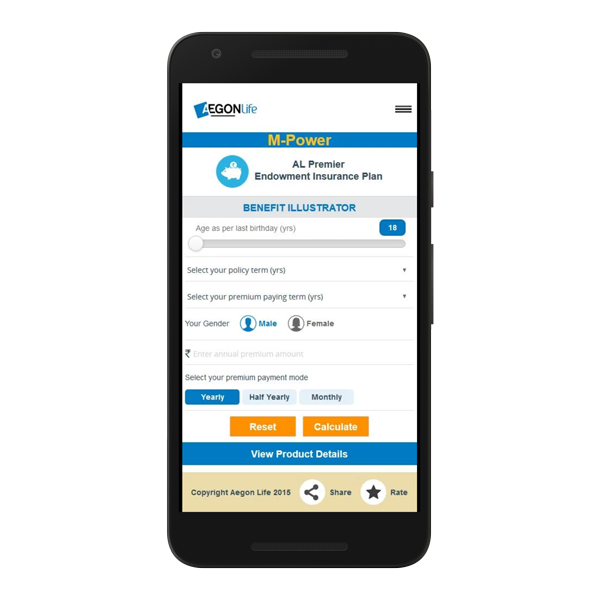 AEGON Life
M-Power
AL Premier
Endowment Insurance Plan
BENEFIT ILLUSTRATOR
Age as per last birthday (yrs) 18
Select your policy term (yrs)
Select your premium paying term (yrs)
Your Gender Male Female
₹ Enter annual premium amount
Select your premium payment mode
Yearly Half Yearly Monthly
Reset Calculate
View Product Details
Copyright Aegon Life 2015 Share Rate